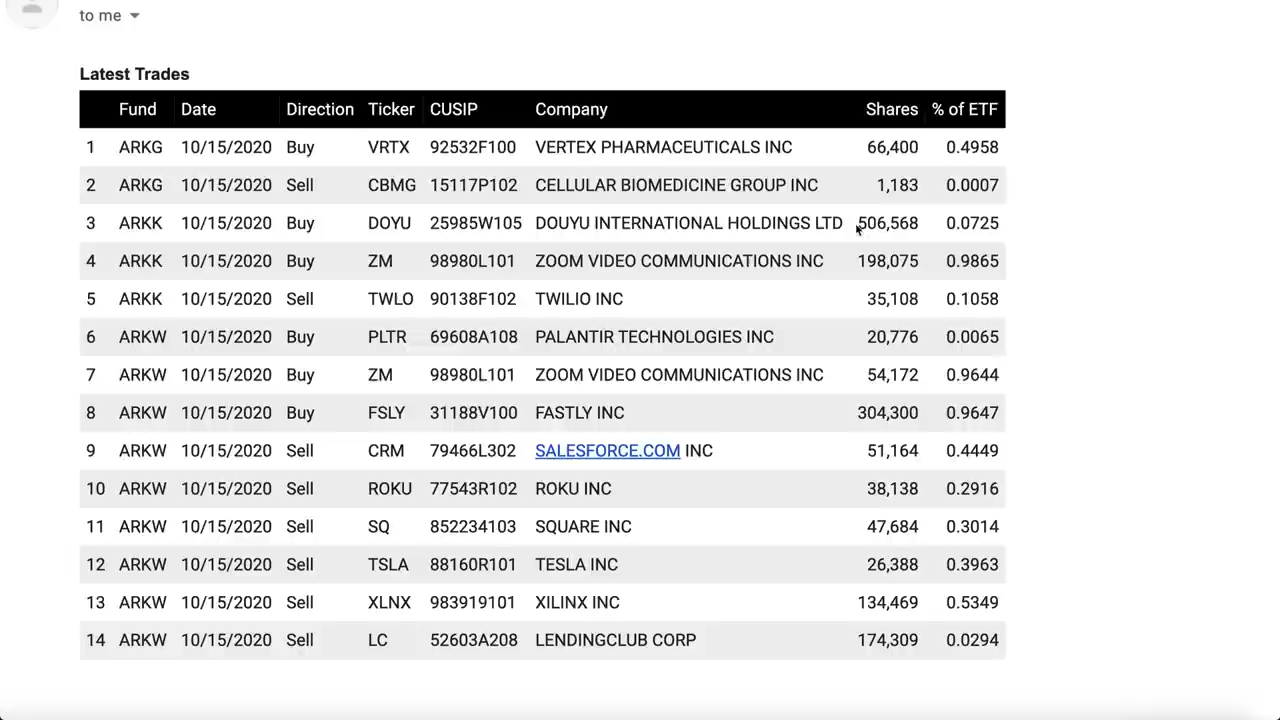 to me
Latest Trades
Fund Date Direction Ticker CUSIP Company Shares % of ETF
1 ARKG 10/15/2020 Buy VRTX 92532F100 VERTEX PHARMACEUTICALS INC 66,400 0.4958
2 ARKG 10/15/2020 Sell CBMG 15117P102 CELLULAR BIOMEDICINE GROUP INC 1,183 0.0007
3 ARKK 10/15/2020 Buy DOYU 25985W105 DOUYU INTERNATIONAL HOLDINGS LTD 506,568 0.0725
4 ARKK 10/15/2020 Buy ZM 98980L101 ZOOM VIDEO COMMUNICATIONS INC 198,075 0.9865
5 ARKK 10/15/2020 Sell TWLO 90138F102 TWILIO INC 35,108 0.1058
6 ARKW 10/15/2020 Buy PLTR 69608A108 PALANTIR TECHNOLOGIES INC 20,776 0.0065
7 ARKW 10/15/2020 Buy ZM 98980L101 ZOOM VIDEO COMMUNICATIONS INC 54,172 0.9644
8 ARKW 10/15/2020 Buy FSLY 31188V100 FASTLY INC 304,300 0.9647
9 ARKW 10/15/2020 Sell CRM 79466L302 SALESFORCE.COM INC 51,164 0.4449
10 ARKW 10/15/2020 Sell ROKU 77543R102 ROKU INC 38,138 0.2916
11 ARKW 10/15/2020 Sell SQ 852234103 SQUARE INC 47,684 0.3014
12 ARKW 10/15/2020 Sell TSLA 88160R101 TESLA INC 26,388 0.3963
13 ARKW 10/15/2020 Sell XLNX 983919101 XILINX INC 134,469 0.5349
14 ARKW 10/15/2020 Sell LC 52603A208 LENDINGCLUB CORP 174,309 0.0294